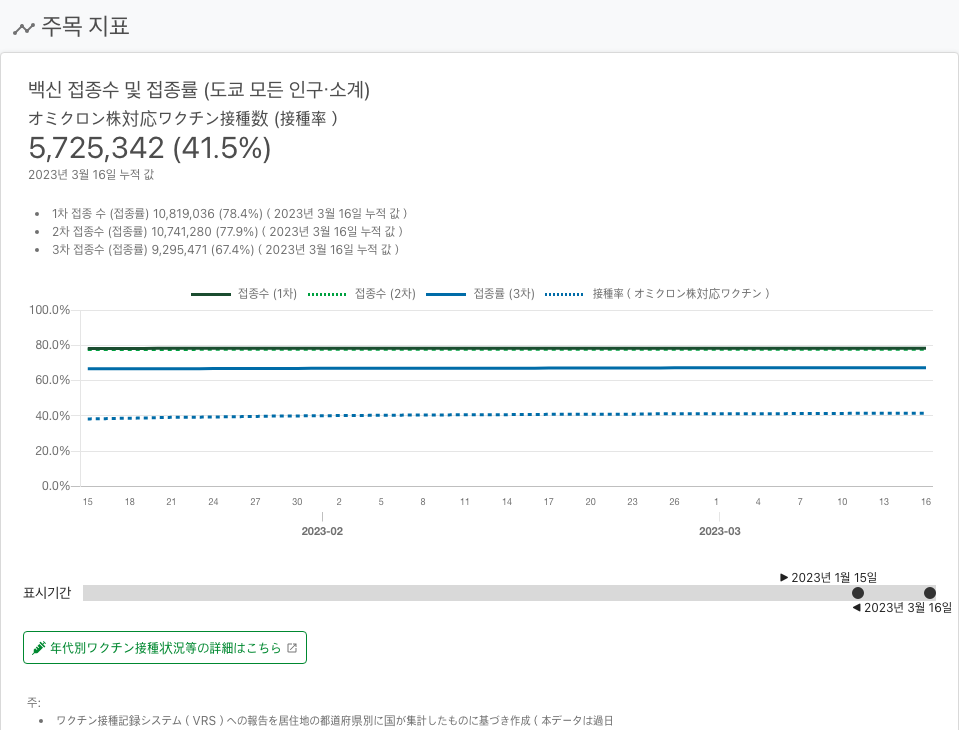 주목 지표
백신 접종수 및 접종률 (도쿄 모든 인구·소계)
オミクロン株対応ワクチン接種数 (接種率 )
5,725,342 (41.5%)
2023년 3월 16일 누적 값
1차 접종 수 (접종률) 10,819,036 (78.4%) ( 2023년 3월 16일 누적 값 )
2차 접종수 (접종률) 10,741,280 (77.9%) ( 2023년 3월 16일 누적 값 )
3차 접종수 (접종률) 9,295,471 (67.4%) ( 2023년 3월 16일 누적 값 )
접종수 (1차) 접종수 (2차) 접종률 (3차) 接種率 ( オミクロン株対応ワクチン )
100.0%
80.0%
60.0%
40.0%
20.0%
0.0%
15 18 21 24 27 30 2 5 8 11 14 17 20 23 26 1 4 7 10 13 16
2023-02 2023-03
▶ 2023년 1월 15일
표시기간
◀ 2023년 3월 16일
年代別ワクチン接種状況等の詳細はこちら
주:
ワクチン接種記録システム ( VRS ) への報告を居住地の都道府県別に国が集計したものに基づき作成 ( 本データは過日